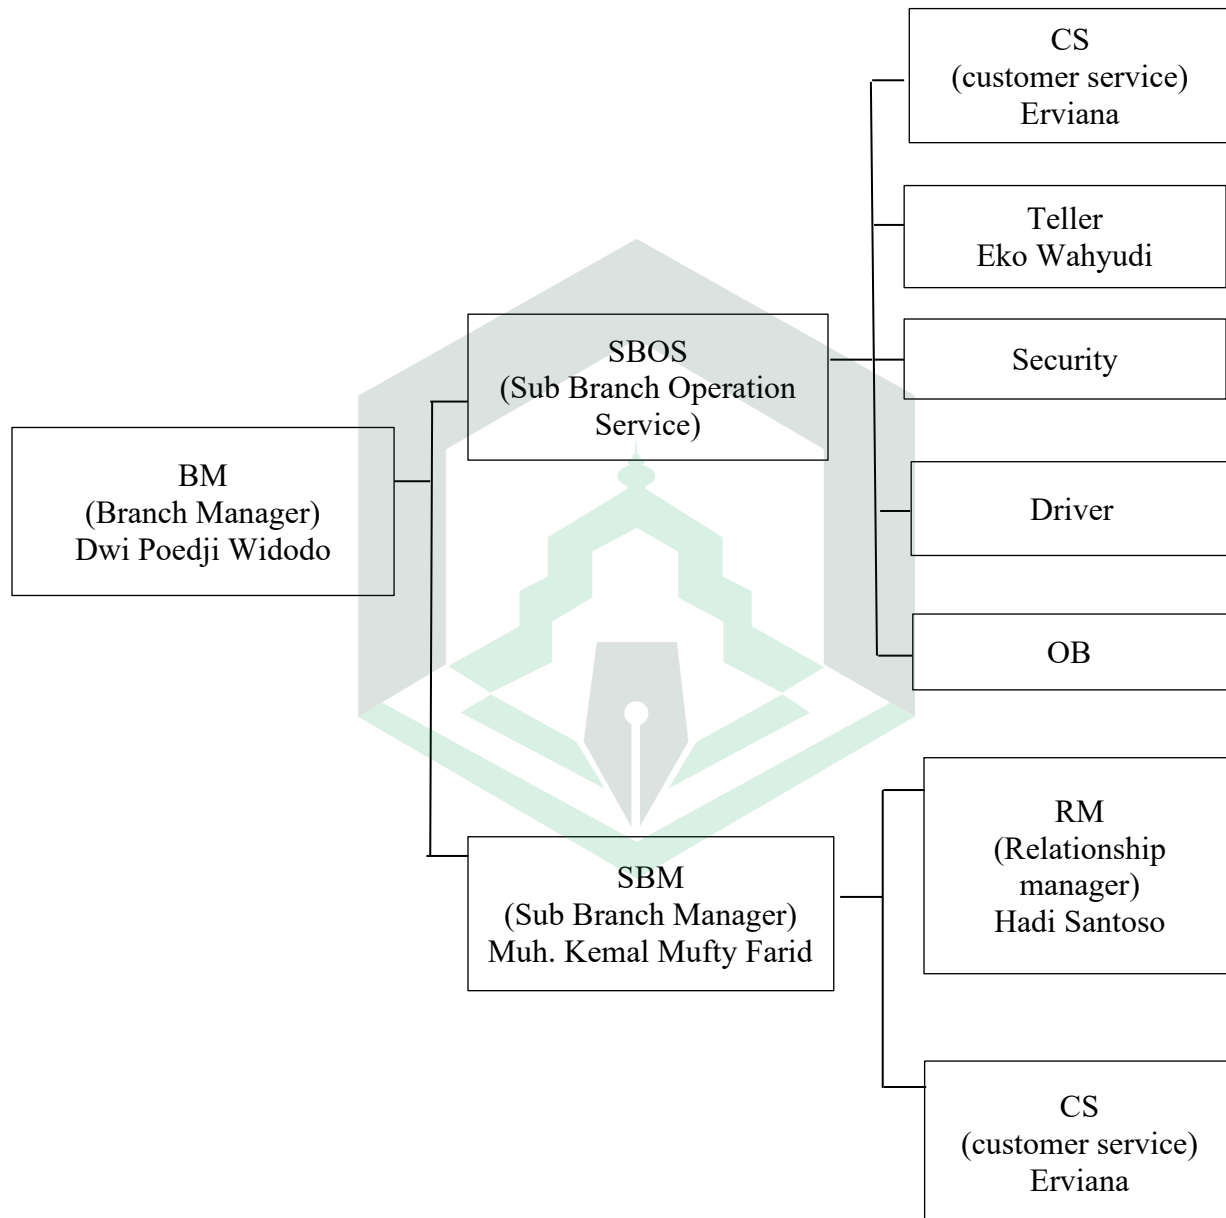 CS
(customer service)
Erviana
Teller
Eko Wahyudi
SBOS
(Sub Branch Operation
Service)
Security
BM
(Branch Manager)
Dwi Poedji Widodo
Driver
OB
SBM
(Sub Branch Manager)
Muh. Kemal Mufty Farid
RM
(Relationship
manager)
Hadi Santoso
CS
(customer service)
Erviana